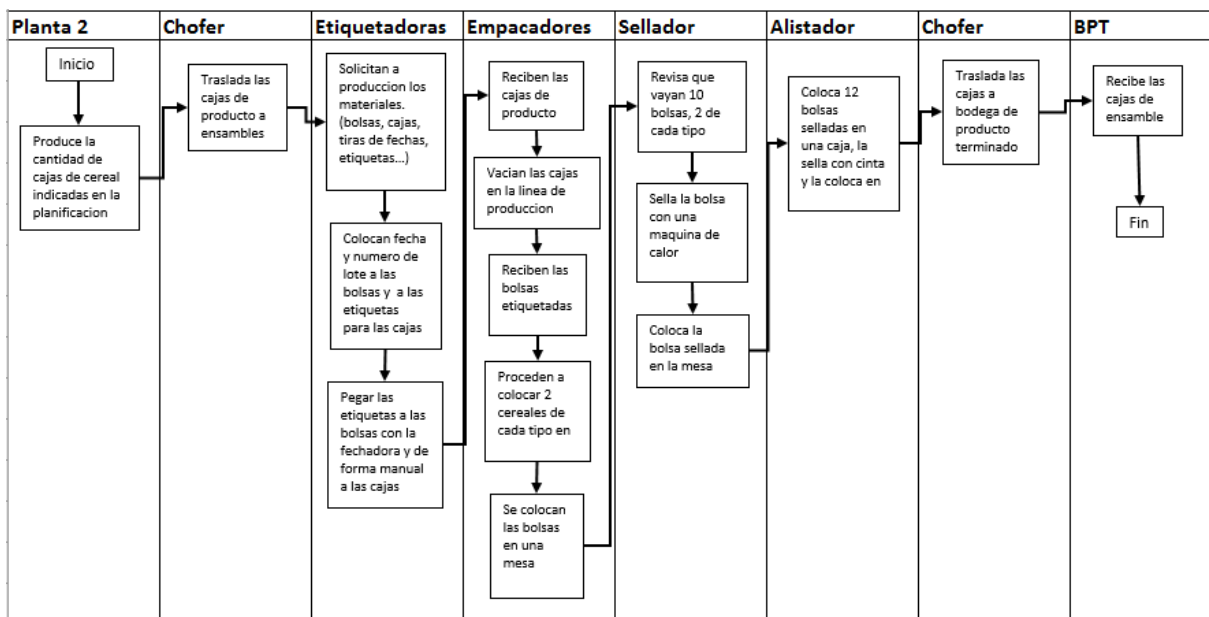 Planta 2
Chofer
Etiquetadoras
Empacadores
Sellador
Alistador
Chofer
BPT
Inicio
Produce la
cantidad de
cajas de cereal
indicadas en la
planificacion
Traslada las
cajas de
producto a
ensambles
Solicitan a
produccion los
materiales.
(bolsas, cajas,
tiras de fechas,
etiquetas...)
Colocan fecha
y numero de
lote a las
bolsas y a las
etiquetas
para las cajas
Pegar las
etiquetas a las
bolsas con la
fechadora y de
forma manual
a las cajas
Reciben las
cajas de
producto
Vacian las cajas
en la linea de
produccion
Reciben las
bolsas
etiquetadas
Proceden a
colocar 2
cereales de
cada tipo en
Se colocan
las bolsas
en una
mesa
Revisa que
vayan 10
bolsas, 2 de
cada tipo
Sella la bolsa
con una
maquina de
calor
Coloca la
bolsa sellada
en la mesa
Coloca 12
bolsas
selladas en
una caja, la
sella con cinta
y la coloca en
Traslada las
cajas a
bodega de
producto
terminado
Recibe las
cajas de
ensamble
Fin